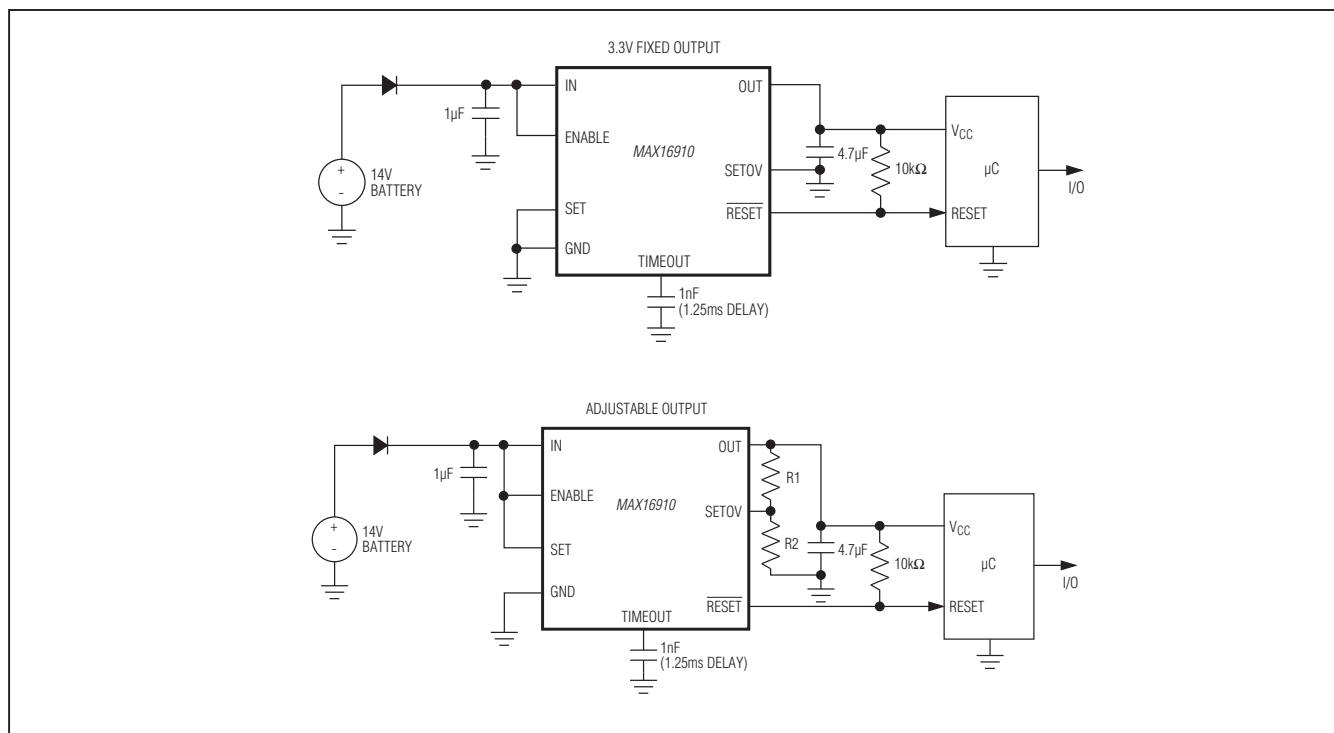 3.3V FIXED OUTPUT
IN
OUT
1µF
ENABLE
MAX16910
4.7µF
SETOV
10kΩ
VCC
µC
I/O
14V
BATTERY
+
-
SET
RESET
RESET
GND
TIMEOUT
1nF
(1.25ms DELAY)
ADJUSTABLE OUTPUT
IN
OUT
1µF
R1
ENABLE
MAX16910
SETOV
R2
4.7µF
10kΩ
VCC
µC
I/O
14V
BATTERY
+
-
SET
GND
RESET
RESET
TIMEOUT
1nF
(1.25ms DELAY)